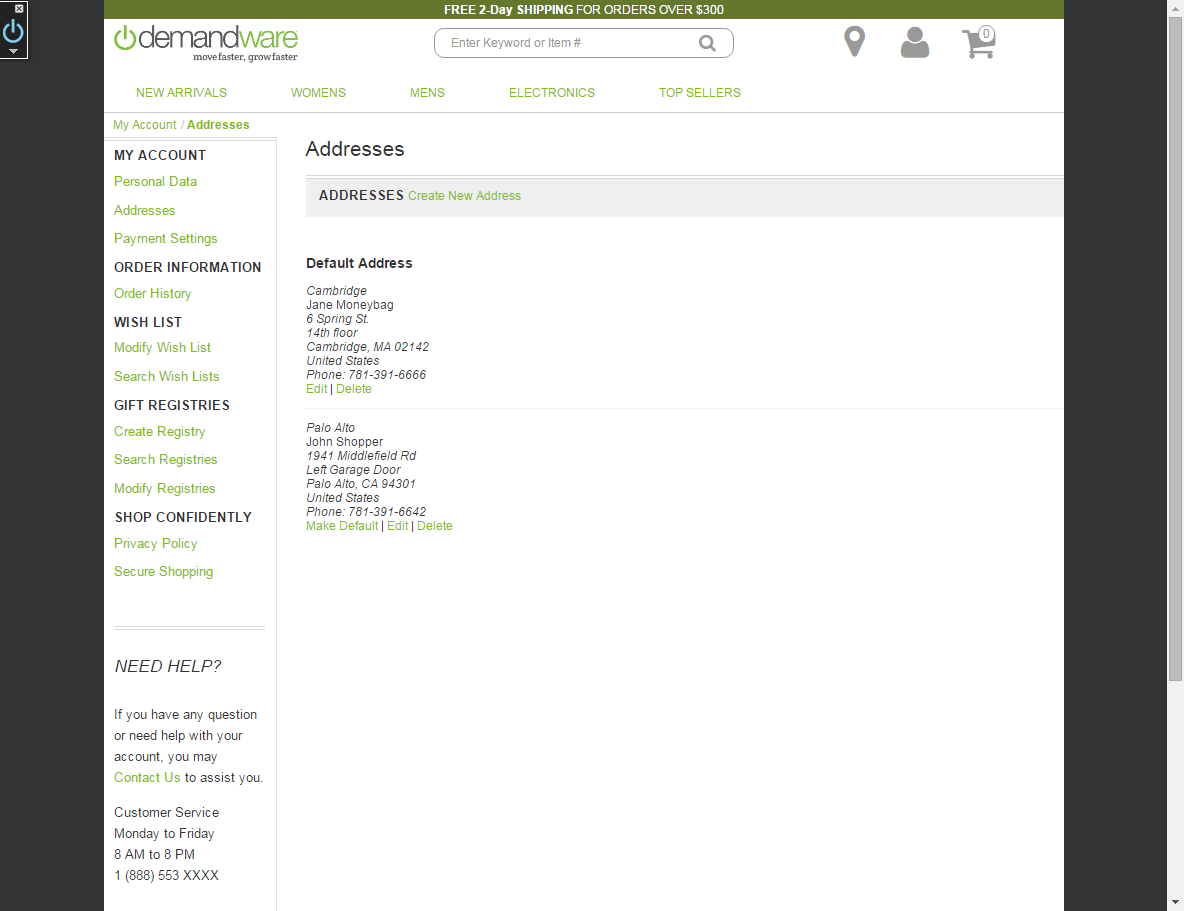 FREE 2-Day SHIPPING FOR ORDERS OVER $300
demandware
move faster, grow faster
Enter Keyword or Item #
0
NEW ARRIVALS WOMENS MENS ELECTRONICS TOP SELLERS
My Account / Addresses
MY ACCOUNT
Personal Data
Addresses
Payment Settings
ORDER INFORMATION
Order History
WISH LIST
Modify Wish List
Search Wish Lists
GIFT REGISTRIES
Create Registry
Search Registries
Modify Registries
SHOP CONFIDENTLY
Privacy Policy
Secure Shopping
NEED HELP?
If you have any question
or need help with your
account, you may
Contact Us to assist you.
Customer Service
Monday to Friday
8 AM to 8 PM
1 (888) 553 XXXX
Addresses
ADDRESSES Create New Address
Default Address
Cambridge
Jane Moneybag
6 Spring St.
14th floor
Cambridge, MA 02142
United States
Phone: 781-391-6666
Edit | Delete
Palo Alto
John Shopper
1941 Middlefield Rd
Left Garage Door
Palo Alto, CA 94301
United States
Phone: 781-391-6642
Make Default | Edit | Delete